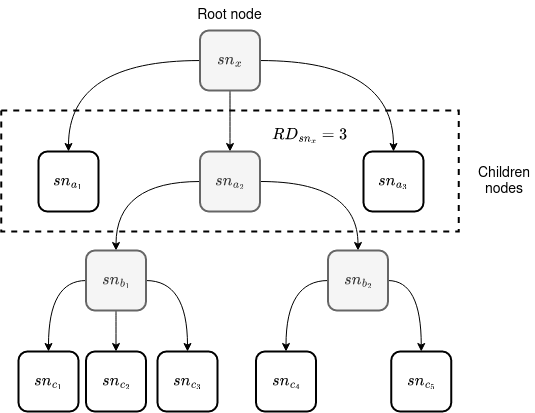 Root node
sn_x
RD_{sn_x} = 3
sn_{a_1}
sn_{a_2}
sn_{a_3}
Children
nodes
sn_{b_1}
sn_{b_2}
sn_{c_1}
sn_{c_2}
sn_{c_3}
sn_{c_4}
sn_{c_5}